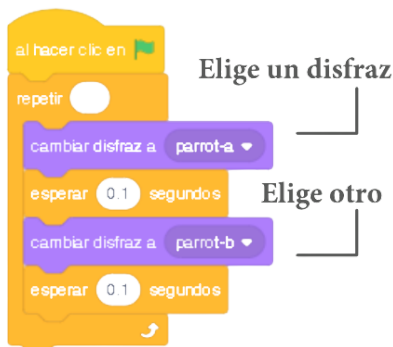 al hacer clic en
Elige un disfraz
repetir
cambiar disfraz a parrot-a
esperar 0.1 segundos
Elige otro
cambiar disfraz a parrot-b
esperar 0.1 segundos